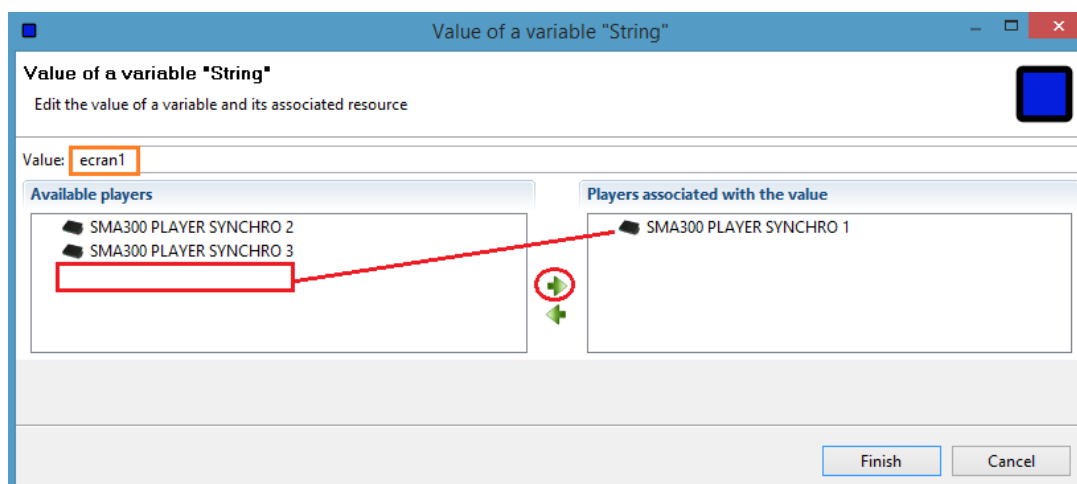 Value of a variable "String"
Value of a variable "String"
Edit the value of a variable and its associated resource
Value: ecran1
Available players
SMA300 PLAYER SYNCHRO 2
SMA300 PLAYER SYNCHRO 3
Players associated with the value
SMA300 PLAYER SYNCHRO 1
Finish
Cancel